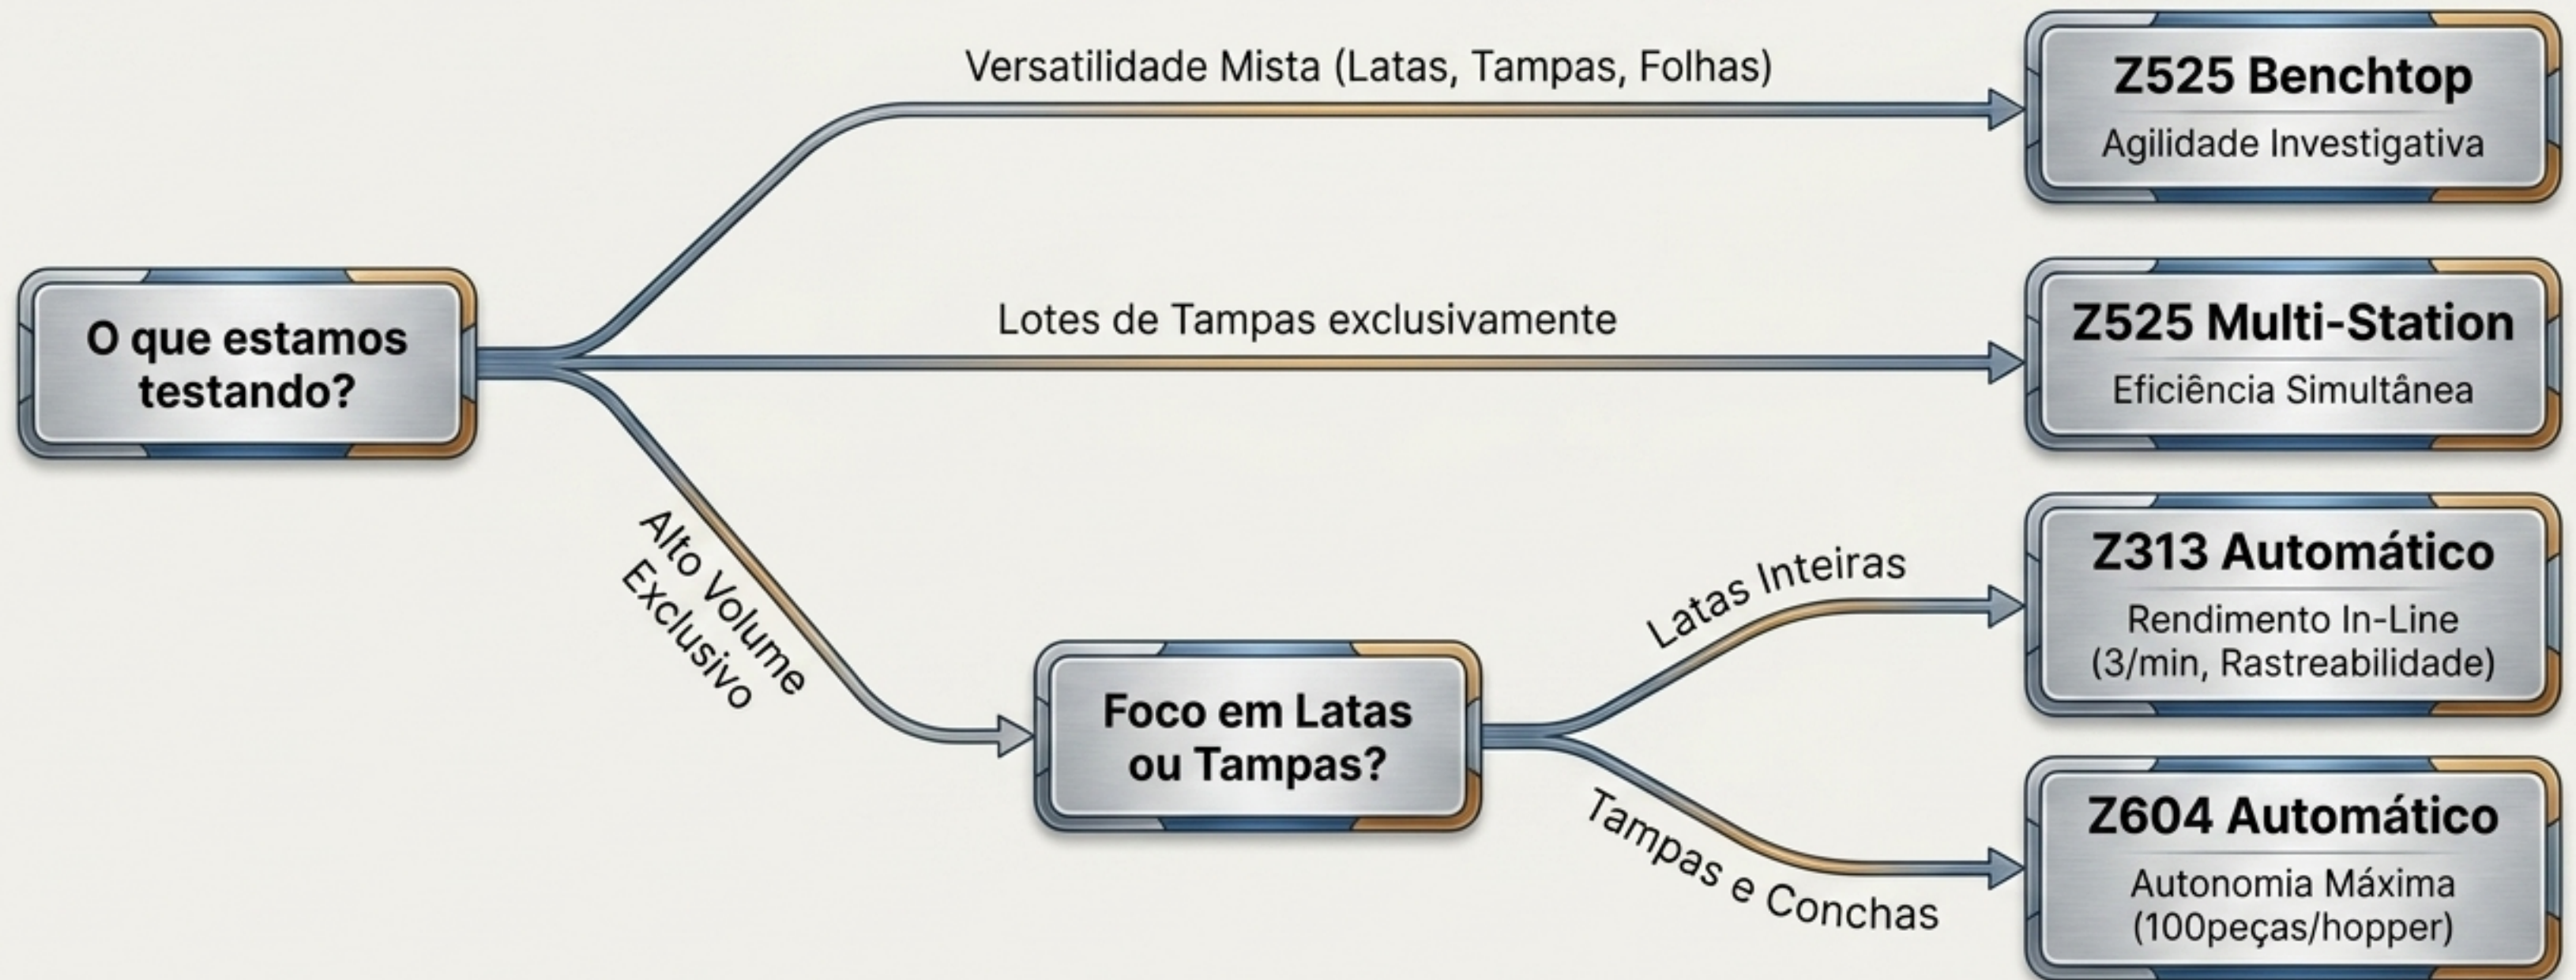 O que estamos
testando?
Versatilidade Mista (Latas, Tampas, Folhas)
Z525 Benchtop
Agilidade Investigativa
Lotes de Tampas exclusivamente
Z525 Multi-Station
Eficiência Simultânea
Alto Volume
Exclusivo
Foco em Latas
ou Tampas?
Latas Inteiras
Z313 Automático
Rendimento In-Line
(3/min, Rastreabilidade)
Tampas e Conchas
Z604 Automático
Autonomia Máxima
(100peças/hopper)